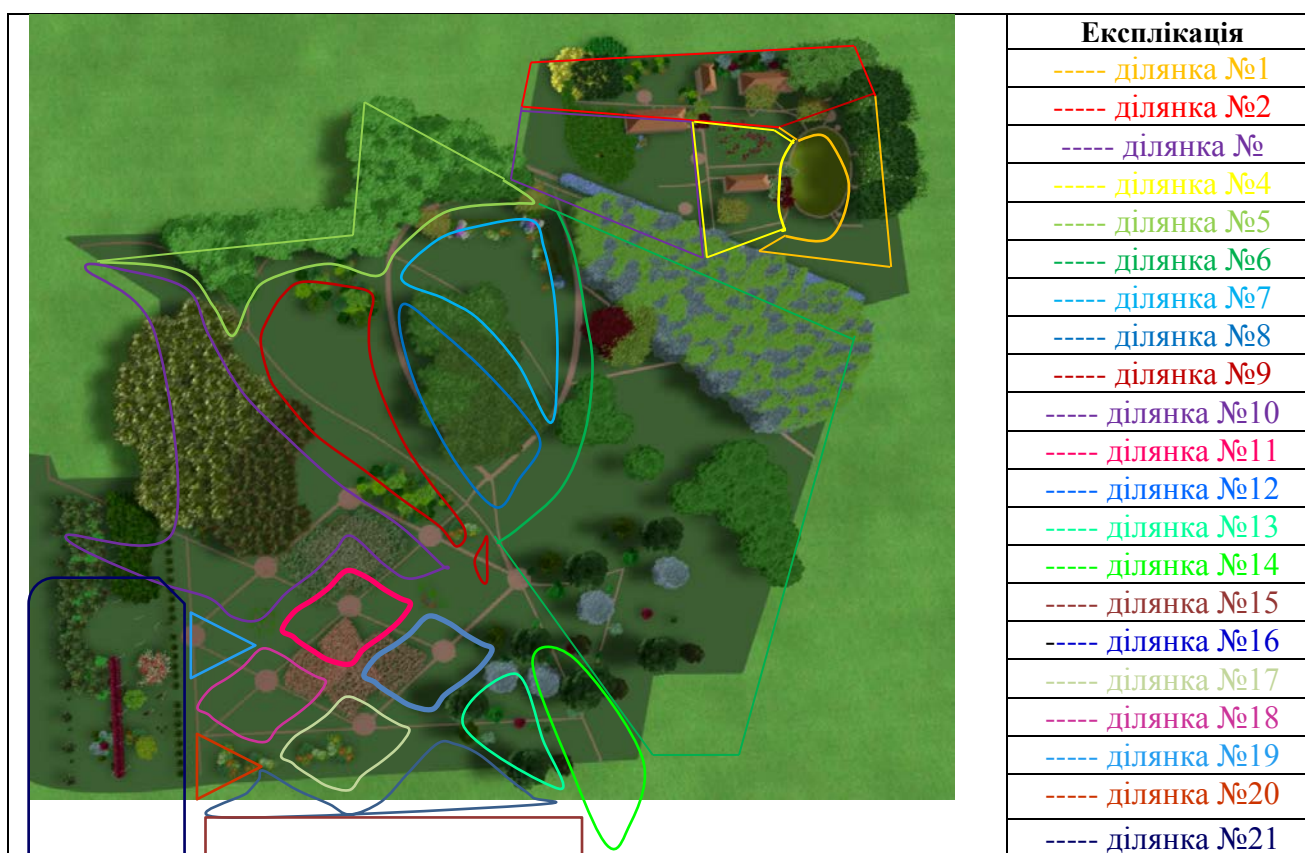 Експлікація
----- ділянка №1
----- ділянка №2
----- ділянка №
----- ділянка №4
----- ділянка №5
----- ділянка №6
----- ділянка №7
----- ділянка №8
----- ділянка №9
----- ділянка №10
----- ділянка №11
----- ділянка №12
----- ділянка №13
----- ділянка №14
----- ділянка №15
----- ділянка №16
----- ділянка №17
----- ділянка №18
----- ділянка №19
----- ділянка №20
----- ділянка №21